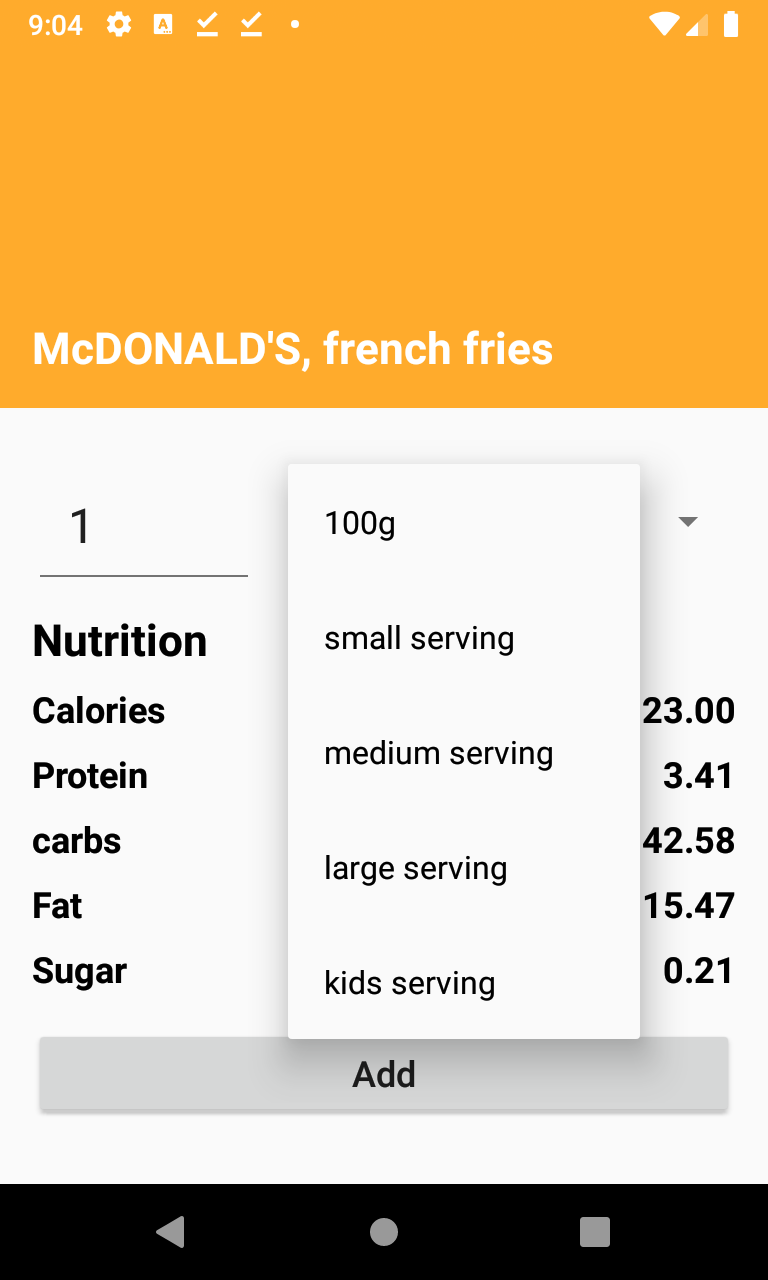 9:04
McDONALD'S, french fries
1
100g
small serving
medium serving
large serving
kids serving
Nutrition
Calories 23.00
Protein 3.41
carbs 42.58
Fat 15.47
Sugar 0.21
Add